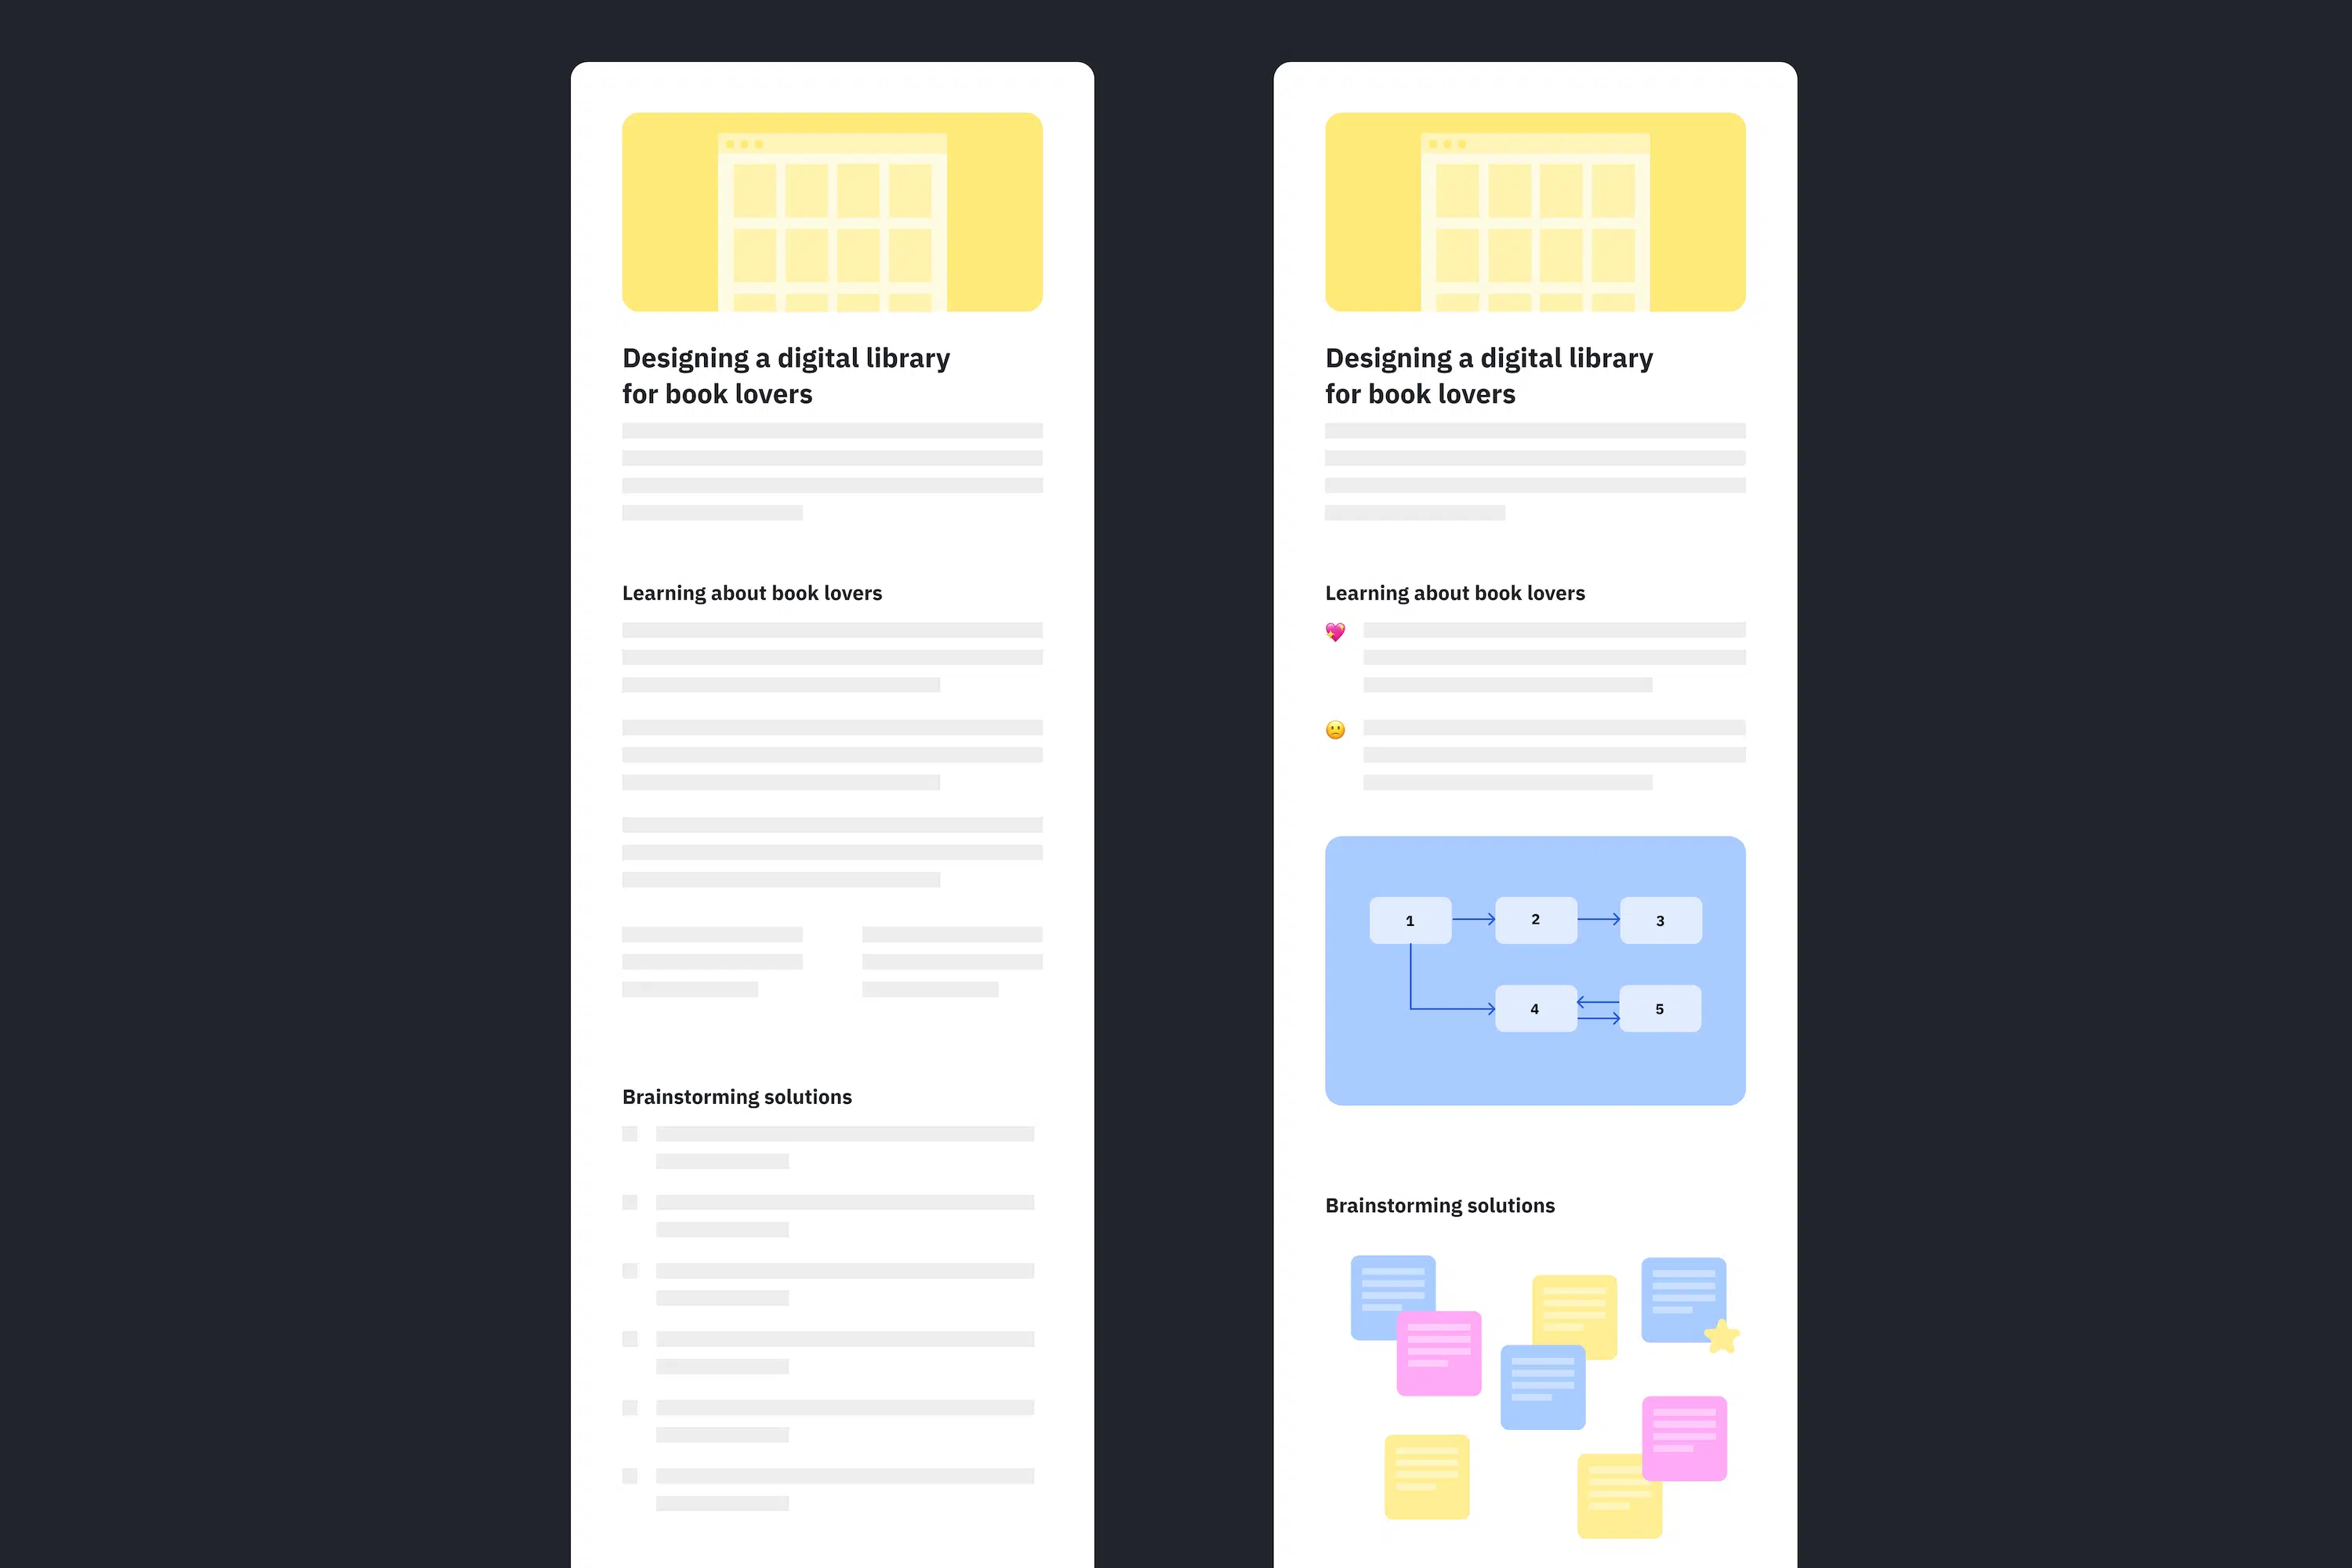 Designing a digital library
for book lovers
Learning about book lovers
Brainstorming solutions
Designing a digital library
for book lovers
Learning about book lovers
1
2
3
4
5
Brainstorming solutions